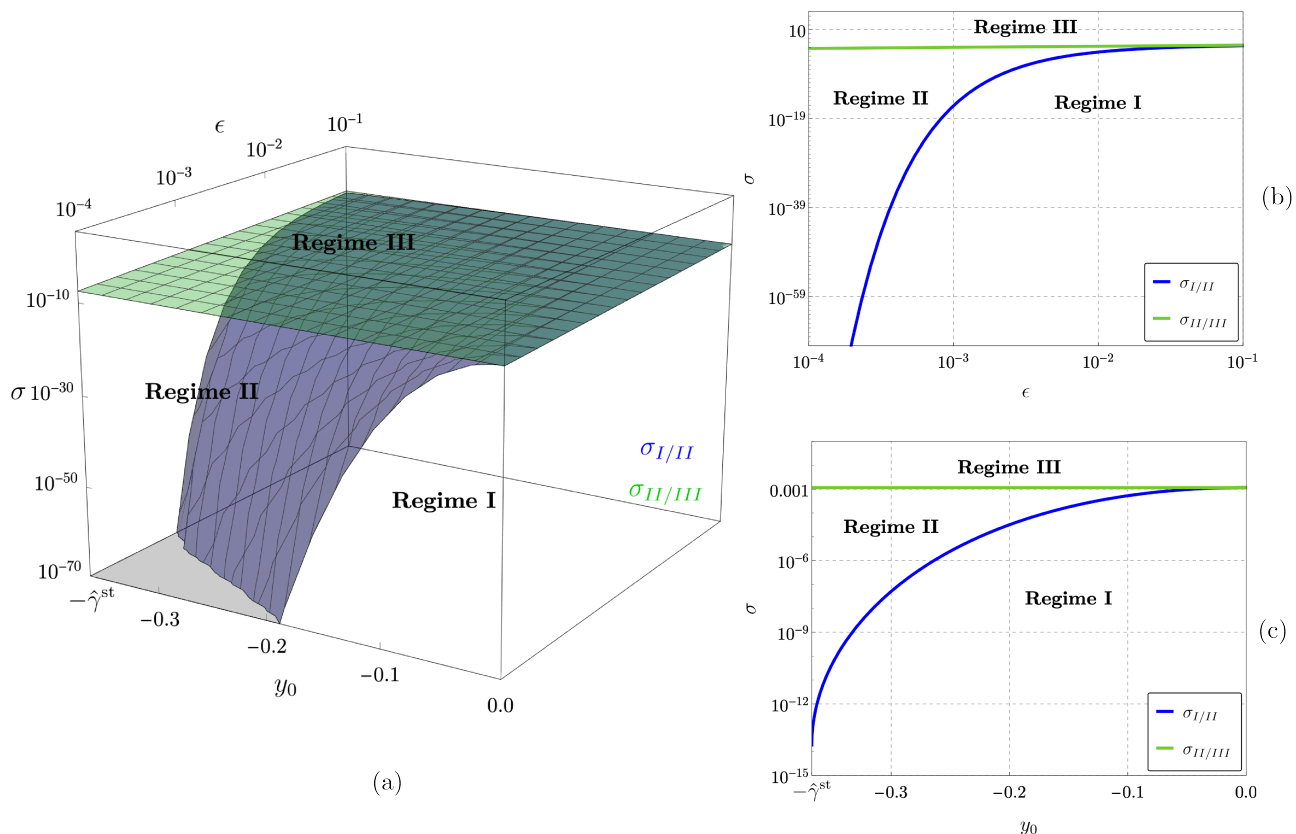 ϵ
10⁻¹
10⁻²
10⁻³
10⁻⁴
Regime III
10⁻¹⁰
Regime II
σ 10⁻³⁰
σ_{I/II}
10⁻⁵⁰
σ_{II/III}
Regime I
10⁻⁷⁰
−γ̂ˢᵗ
−0.3
−0.2
−0.1
0.0
y₀
(a)
10
Regime III
Regime II
Regime I
10⁻¹⁹
σ
10⁻³⁹
10⁻⁵⁹
σ_{I/II}
σ_{II/III}
10⁻⁴ 10⁻³ 10⁻² 10⁻¹
ϵ
(b)
Regime III
0.001
Regime II
10⁻⁶
Regime I
σ
10⁻⁹
10⁻¹²
σ_{I/II}
σ_{II/III}
10⁻¹⁵
−γ̂ˢᵗ −0.3 −0.2 −0.1 0.0
y₀
(c)